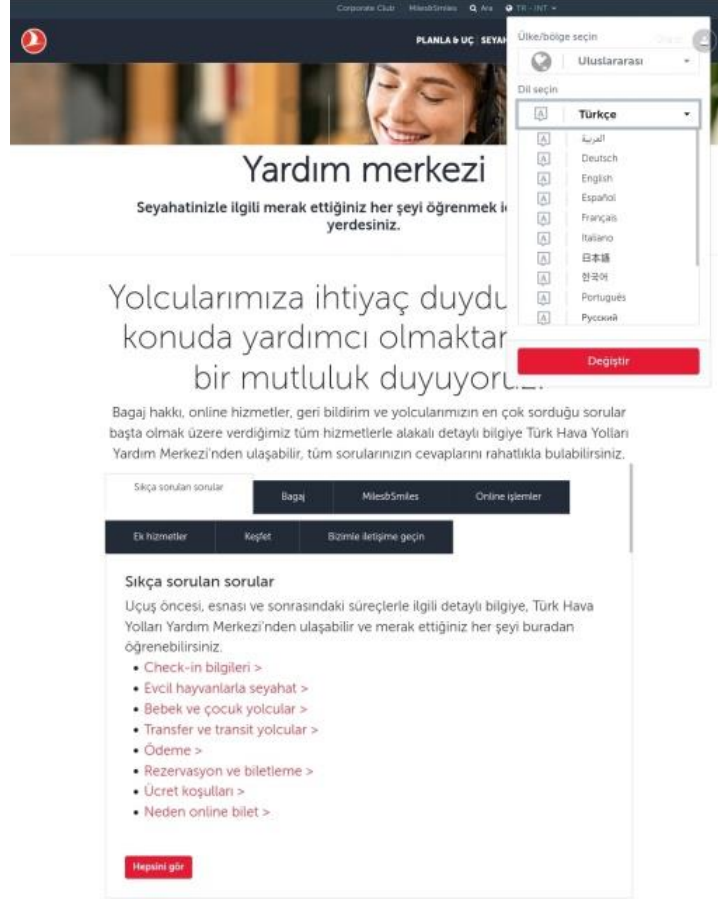 Corporate Club Miles&Smiles Ara TR - INT
PLANLA & UÇ SEYAH
Ülke/bölge seçin
Uluslararası
Dil seçin
Türkçe
العربية
Deutsch
English
Español
Français
Italiano
日本語
한국어
Português
Русский
Değiştir
Yardım merkezi
Seyahatinizle ilgili merak ettiğiniz her şeyi öğrenmek
yerdesiniz.
Yolcularımıza ihtiyaç duydu
konuda yardımcı olmaktan
bir mutluluk duyuyoruz.
Bagaj hakkı, online hizmetler, geri bildirim ve yolcularımızın en çok sorduğu sorular
başta olmak üzere verdiğimiz tüm hizmetlerle alakalı detaylı bilgiye Türk Hava Yolları
Yardım Merkezi'nden ulaşabilir, tüm sorularınızın cevaplarını rahatlıkla bulabilirsiniz.
Sıkça sorulan sorular
Bagaj
Miles&Smiles
Online işlemler
Ek hizmetler
Keşfet
Bizimle iletişime geçin
Sıkça sorulan sorular
Uçuş öncesi, esnası ve sonrasındaki süreçlerle ilgili detaylı bilgiye, Türk Hava
Yolları Yardım Merkezi'nden ulaşabilir ve merak ettiğiniz her şeyi buradan
öğrenebilirsiniz.
• Check-in bilgileri >
• Evcil hayvanlarla seyahat >
• Bebek ve çocuk yolcular >
• Transfer ve transit yolcular >
• Ödeme >
• Rezervasyon ve biletleme >
• Ücret koşulları >
• Neden online bilet >
Hepsini gör